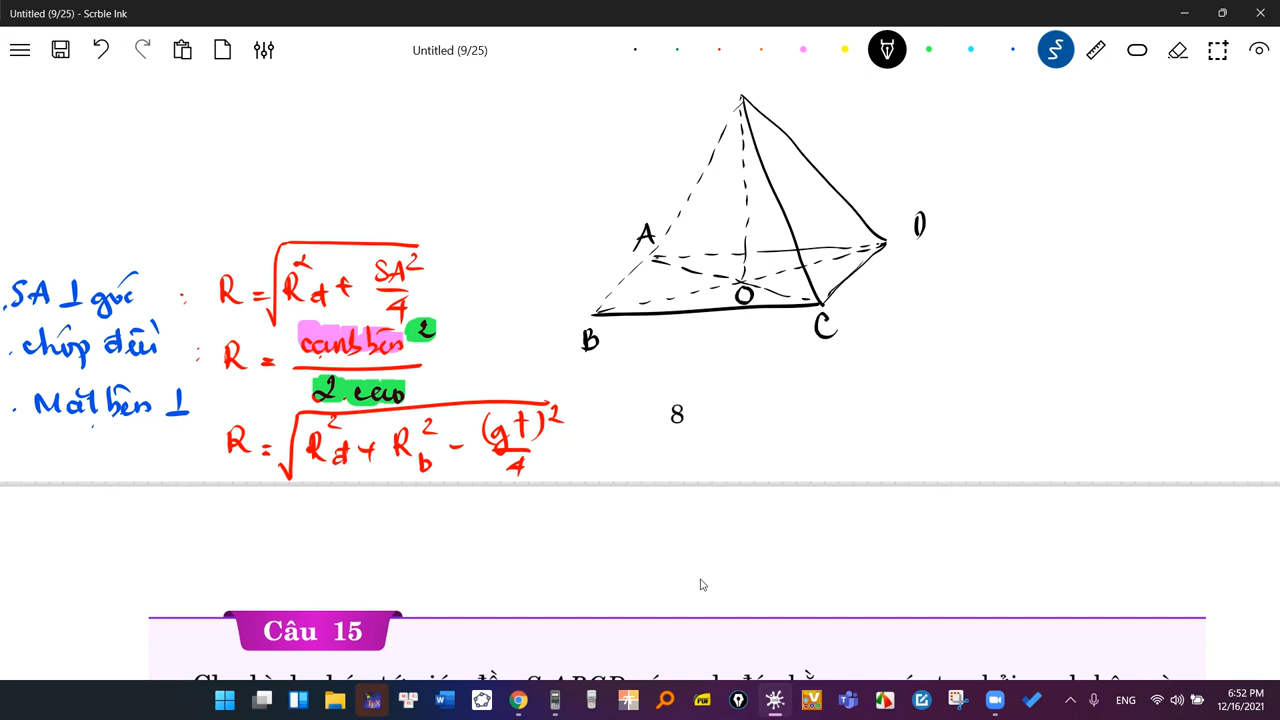 Untitled (9/25) - Scrble Ink
Untitled (9/25)
A
D
O
B
C
. SA ⊥ góc : R = √(R²đ + SA²/4)
. chóp đều : R = cạnh bên² / 2.cao
. Mặt bên ⊥
R = √(R²đ + R²b - (gt)²/4)
8
Câu 15
ENG
6:52 PM
12/16/2021